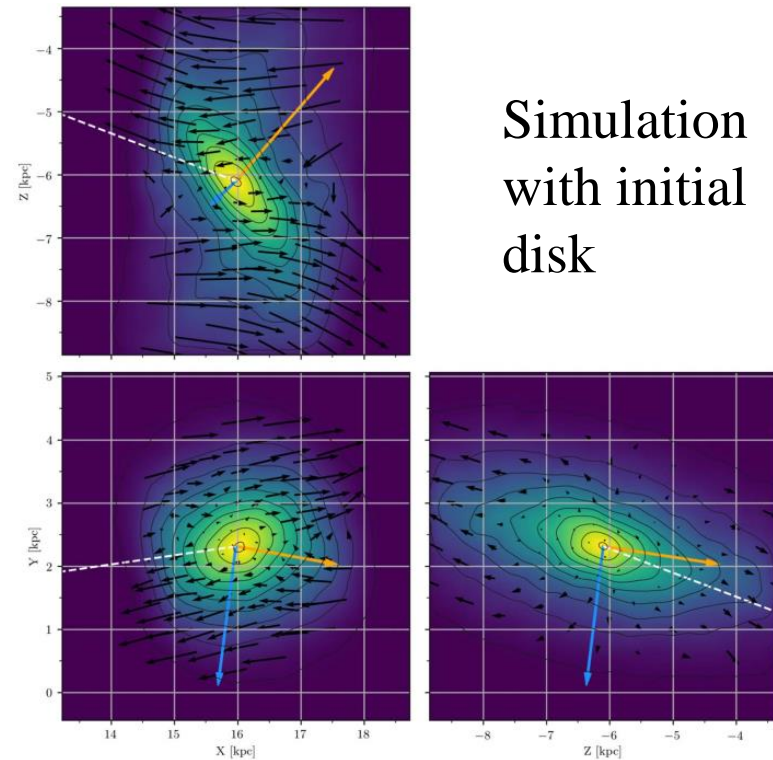 −4
−5
−6
−7
−8
Z [kpc]
Simulation
with initial
disk
5
4
3
2
1
0
Y [kpc]
14 15 16 17 18
X [kpc]
−8 −7 −6 −5 −4
Z [kpc]